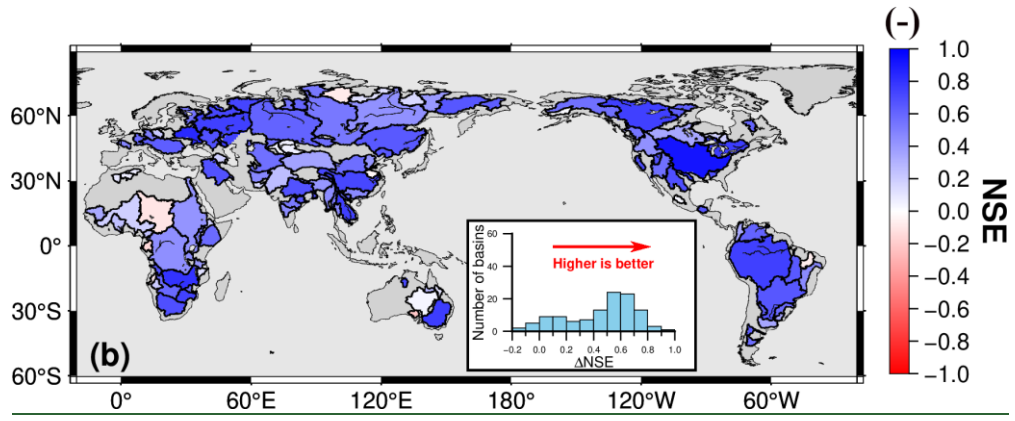 (-)
60°N
30°N
0°
30°S
60°S
0°
60°E
120°E
180°
120°W
60°W
(b)
Number of basins
60
40
20
0
Higher is better
-0.2
0.0
0.2
0.4
0.6
0.8
1.0
ΔNSE
1.0
0.8
0.6
0.4
0.2
0.0
−0.2
−0.4
−0.6
−0.8
−1.0
NSE